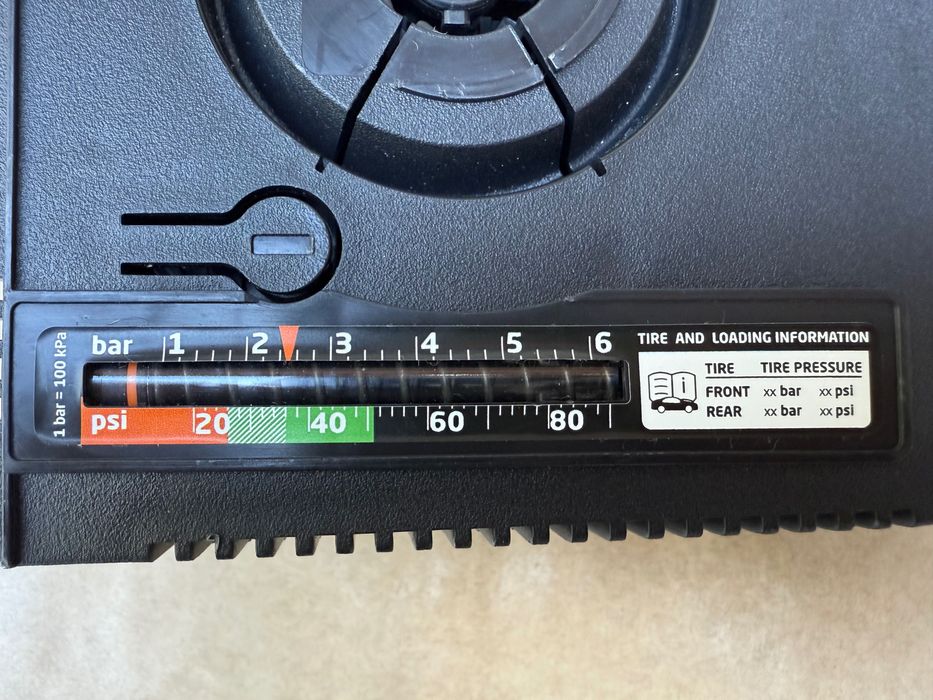 1 bar = 100 kPa
bar 1 2 3 4 5 6
psi 20 40 60 80
TIRE AND LOADING INFORMATION
i
TIRE TIRE PRESSURE
FRONT xx bar xx psi
REAR xx bar xx psi